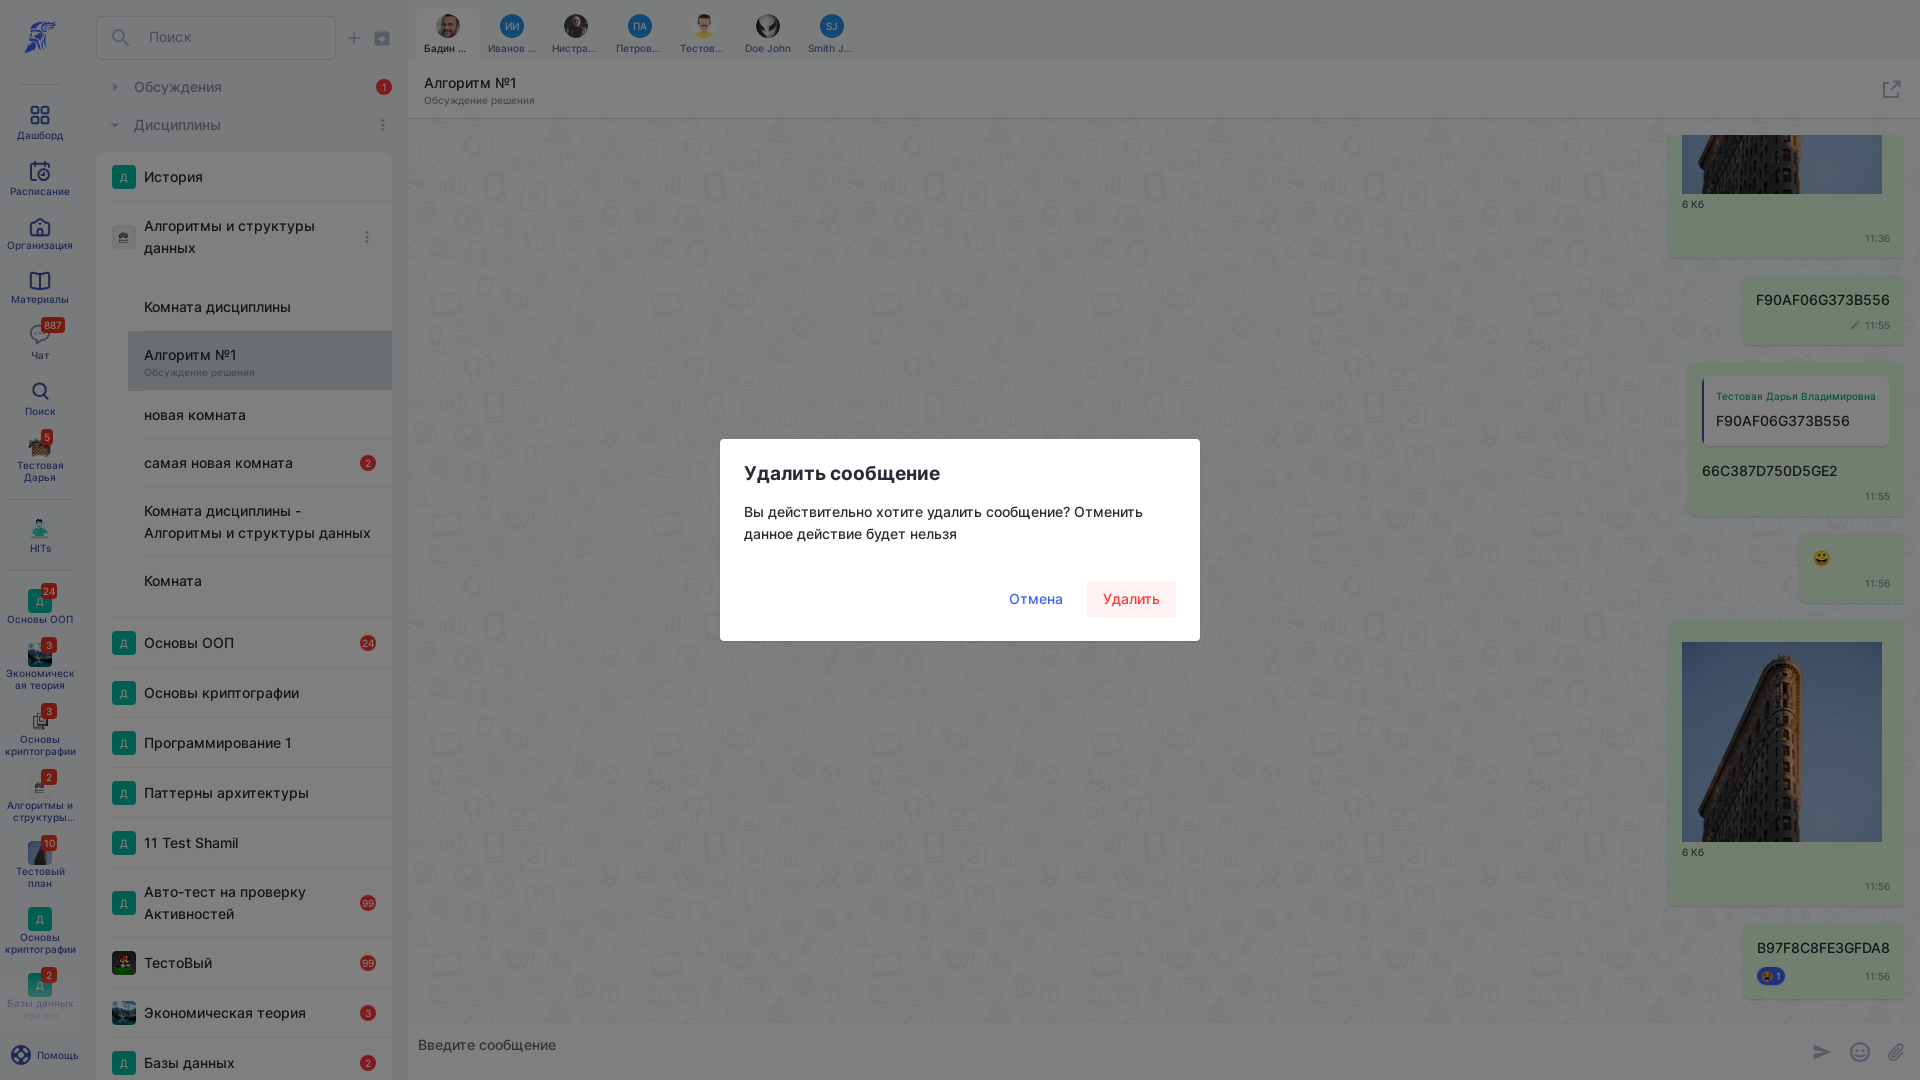 Поиск
Дашборд
Расписание
Организация
Материалы
887
Чат
Поиск
5
Тестовая
Дарья
HITs
24
Д
Основы ООП
3
Экономическ
ая теория
3
Основы
криптографии
2
Алгоритмы и
структуры...
10
Тестовый
план
Д
Основы
криптографии
2
Д
Базы данных
кратко
Помощь
Обсуждения
1
Дисциплины
Д
История
Алгоритмы и структуры
данных
Комната дисциплины
Алгоритм №1
Обсуждение решения
новая комната
самая новая комната
2
Комната дисциплины -
Алгоритмы и структуры данных
Комната
Д
Основы ООП
24
Д
Основы криптографии
Д
Программирование 1
Д
Паттерны архитектуры
Д
11 Test Shamil
Д
Авто-тест на проверку
Активностей
99
ТестоВый
99
Экономическая теория
3
Д
Базы данных
2
Бадин ...
ИИ
Иванов ...
Нистра...
ПА
Петров...
Тестов...
Doe John
SJ
Smith J...
Алгоритм №1
Обсуждение решения
6 Кб
11:36
F90AF06G373B556
11:55
Тестовая Дарья Владимировна
F90AF06G373B556
66C387D750D5GE2
11:55
11:56
6 Кб
11:56
B97F8C8FE3GFDA8
1
11:56
Удалить сообщение
Вы действительно хотите удалить сообщение? Отменить
данное действие будет нельзя
Отмена
Удалить
Введите сообщение